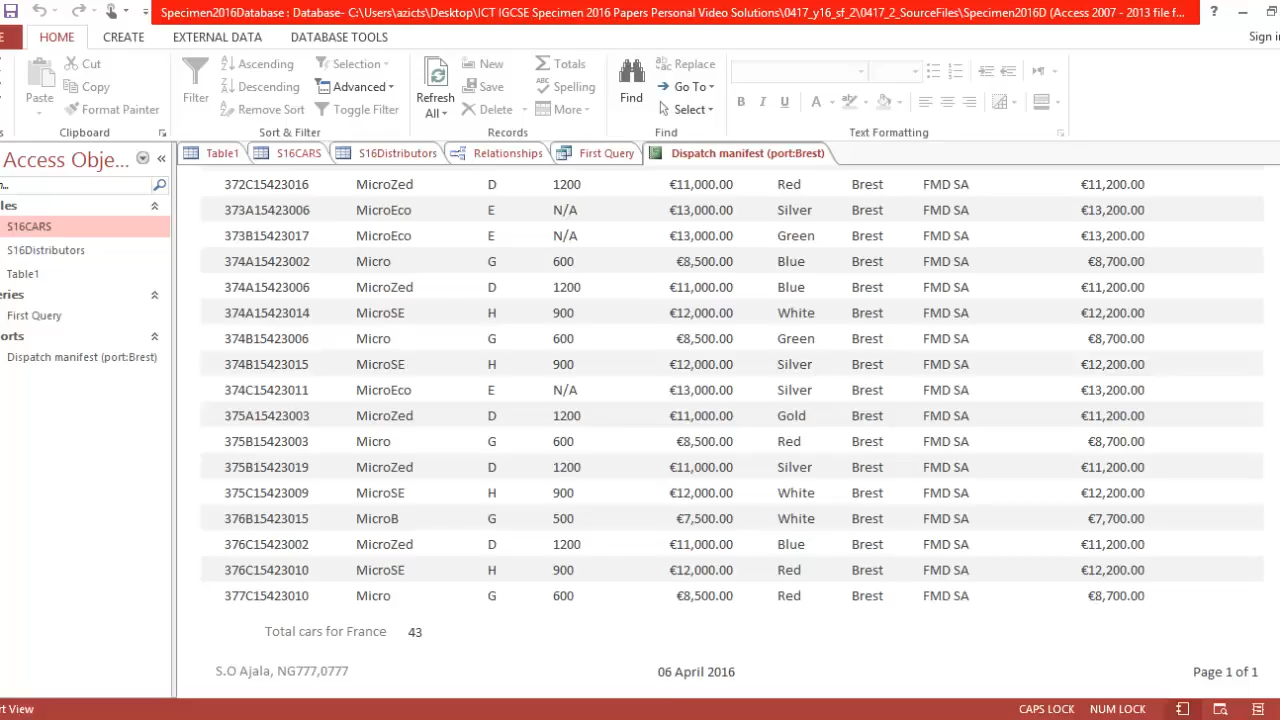 Specimen2016Database : Database- C:\Users\azicts\Desktop\ICT IGCSE Specimen 2016 Papers Personal Video Solutions\0417_y16_sf_2\0417_2_SourceFiles\Specimen2016D (Access 2007 - 2013 file f...
?
E HOME CREATE EXTERNAL DATA DATABASE TOOLS Sign in
Cut Ascending Selection New Totals Replace
Paste Copy Filter Descending Advanced Refresh All Save Spelling Find Go To
Format Painter Remove Sort Toggle Filter Delete More Select B I U A
s Clipboard Sort & Filter Records Find Text Formatting
Access Obje... « Table1 S16CARS S16Distributors Relationships First Query Dispatch manifest (port:Brest)
...
les
S16CARS
S16Distributors
Table1
eries
First Query
orts
Dispatch manifest (port:Brest)
372C15423016 MicroZed D 1200 €11,000.00 Red Brest FMD SA €11,200.00
373A15423006 MicroEco E N/A €13,000.00 Silver Brest FMD SA €13,200.00
373B15423017 MicroEco E N/A €13,000.00 Green Brest FMD SA €13,200.00
374A15423002 Micro G 600 €8,500.00 Blue Brest FMD SA €8,700.00
374A15423006 MicroZed D 1200 €11,000.00 Blue Brest FMD SA €11,200.00
374A15423014 MicroSE H 900 €12,000.00 White Brest FMD SA €12,200.00
374B15423006 Micro G 600 €8,500.00 Green Brest FMD SA €8,700.00
374B15423015 MicroSE H 900 €12,000.00 Silver Brest FMD SA €12,200.00
374C15423011 MicroEco E N/A €13,000.00 Silver Brest FMD SA €13,200.00
375A15423003 MicroZed D 1200 €11,000.00 Gold Brest FMD SA €11,200.00
375B15423003 Micro G 600 €8,500.00 Red Brest FMD SA €8,700.00
375B15423019 MicroZed D 1200 €11,000.00 Silver Brest FMD SA €11,200.00
375C15423009 MicroSE H 900 €12,000.00 White Brest FMD SA €12,200.00
376B15423015 MicroB G 500 €7,500.00 White Brest FMD SA €7,700.00
376C15423002 MicroZed D 1200 €11,000.00 Blue Brest FMD SA €11,200.00
376C15423010 MicroSE H 900 €12,000.00 Red Brest FMD SA €12,200.00
377C15423010 Micro G 600 €8,500.00 Red Brest FMD SA €8,700.00
Total cars for France 43
S.O Ajala, NG777,0777 06 April 2016 Page 1 of 1
rt View CAPS LOCK NUM LOCK